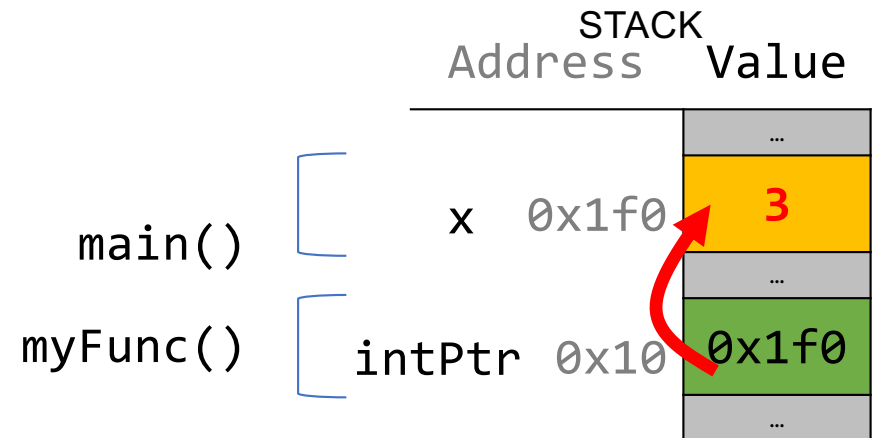 STACK
Address Value
…
x 0x1f0 3
main()
…
myFunc() intPtr 0x10 0x1f0
…